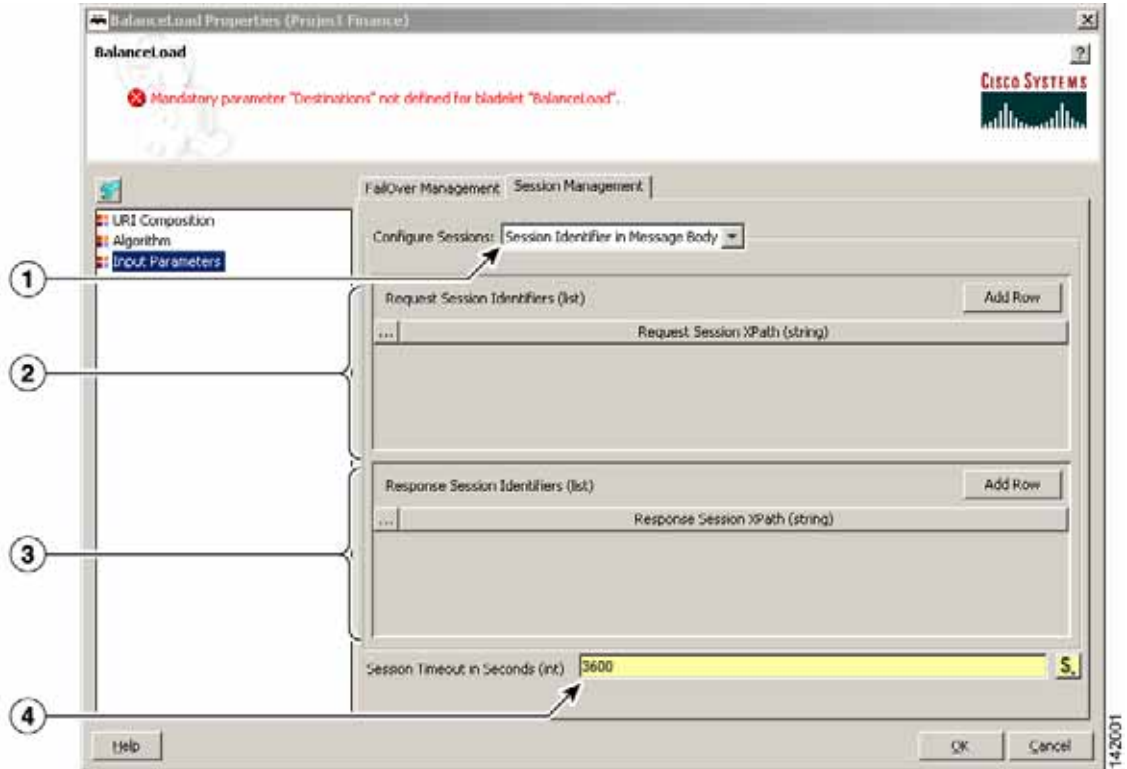 BalanceLoad Properties (Project Finance)
BalanceLoad
?
Mandatory parameter "Destinations" not defined for bladelet "BalanceLoad".
CISCO SYSTEMS
FailOver Management Session Management
URI Composition
Algorithm
Input Parameters
Configure Sessions: Session Identifier in Message Body
1
Request Session Identifiers (list) Add Row
... Request Session XPath (string)
2
Response Session Identifiers (list) Add Row
... Response Session XPath (string)
3
Session Timeout in Seconds (int) 3600 S.
4
Help OK Cancel
142001